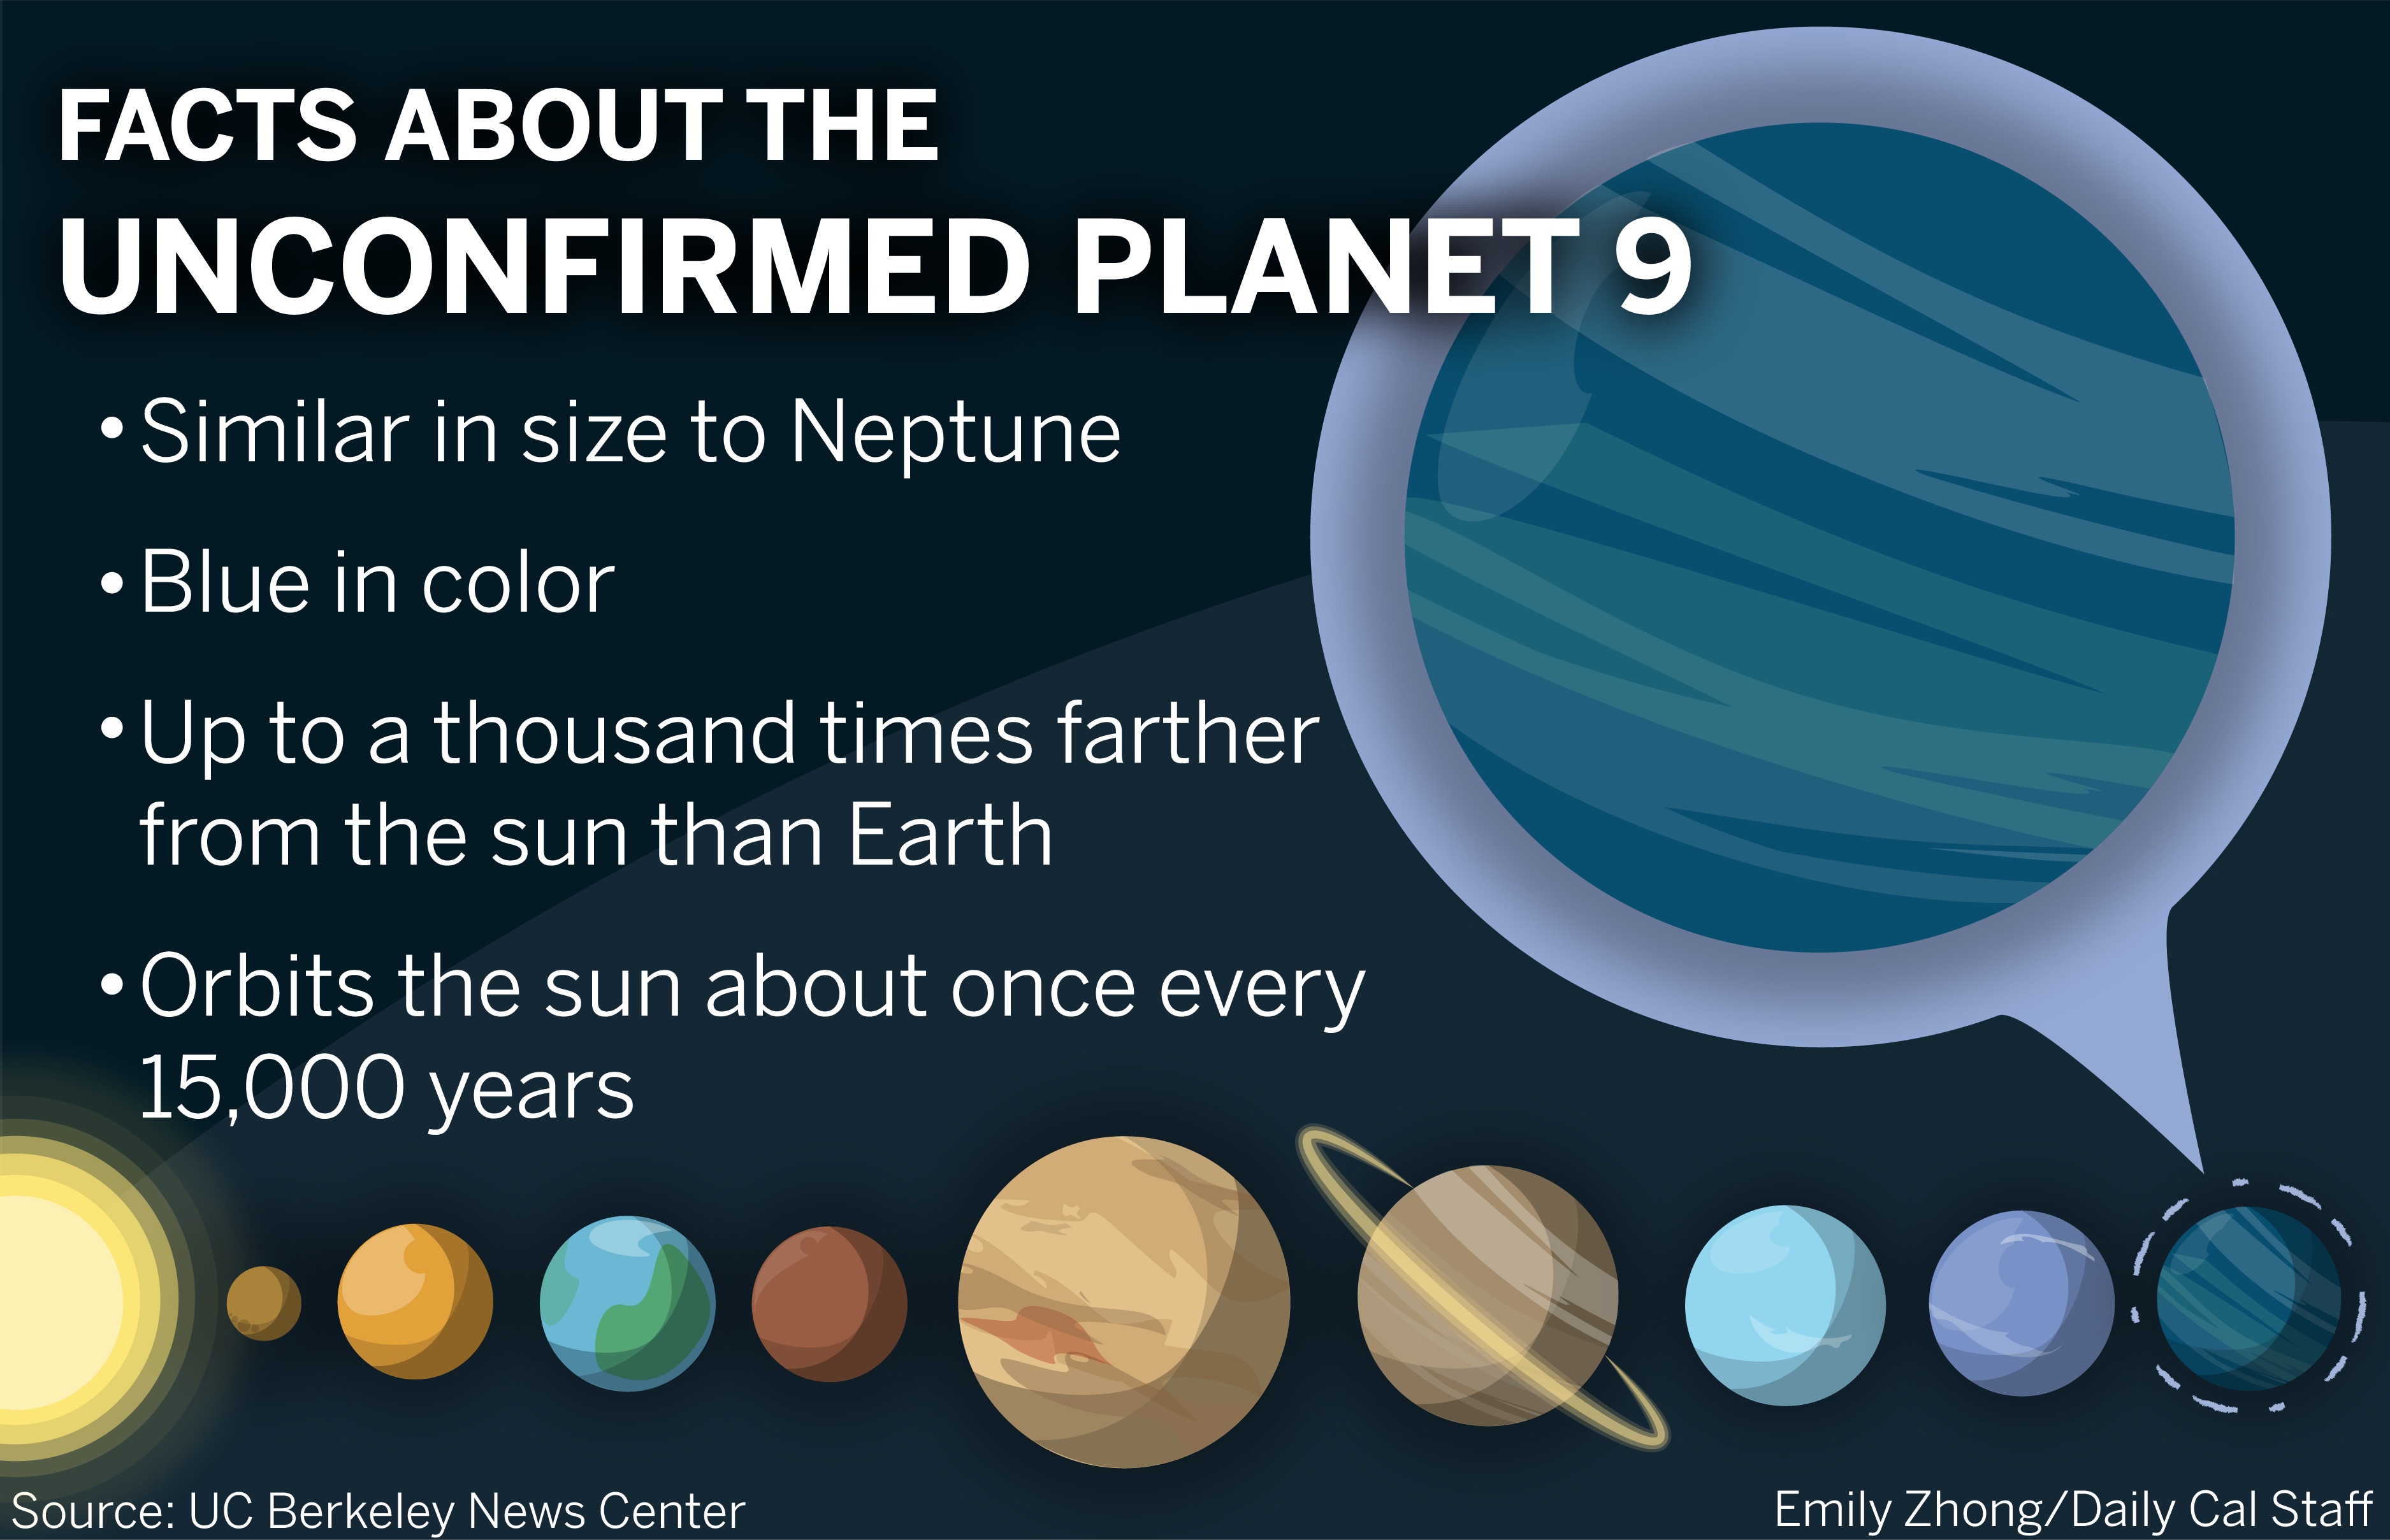 FACTS ABOUT THE
UNCONFIRMED PLANET 9
• Similar in size to Neptune
• Blue in color
• Up to a thousand times farther
from the sun than Earth
• Orbits the sun about once every
15,000 years
Source: UC Berkeley News Center
Emily Zhong/Daily Cal Staff